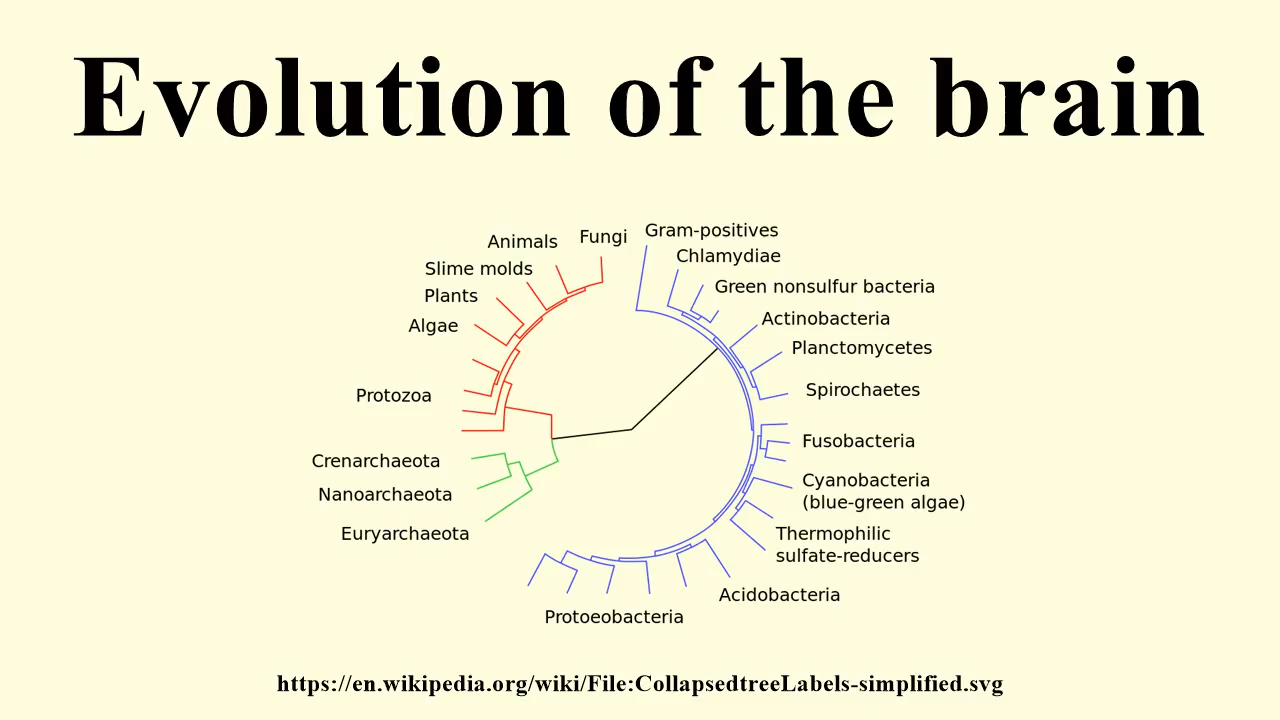 Evolution of the brain
Fungi
Gram-positives
Animals
Chlamydiae
Slime molds
Green nonsulfur bacteria
Plants
Actinobacteria
Algae
Planctomycetes
Protozoa
Spirochaetes
Fusobacteria
Crenarchaeota
Cyanobacteria
(blue-green algae)
Nanoarchaeota
Euryarchaeota
Thermophilic
sulfate-reducers
Acidobacteria
Protoeobacteria
https://en.wikipedia.org/wiki/File:CollapsedtreeLabels-simplified.svg